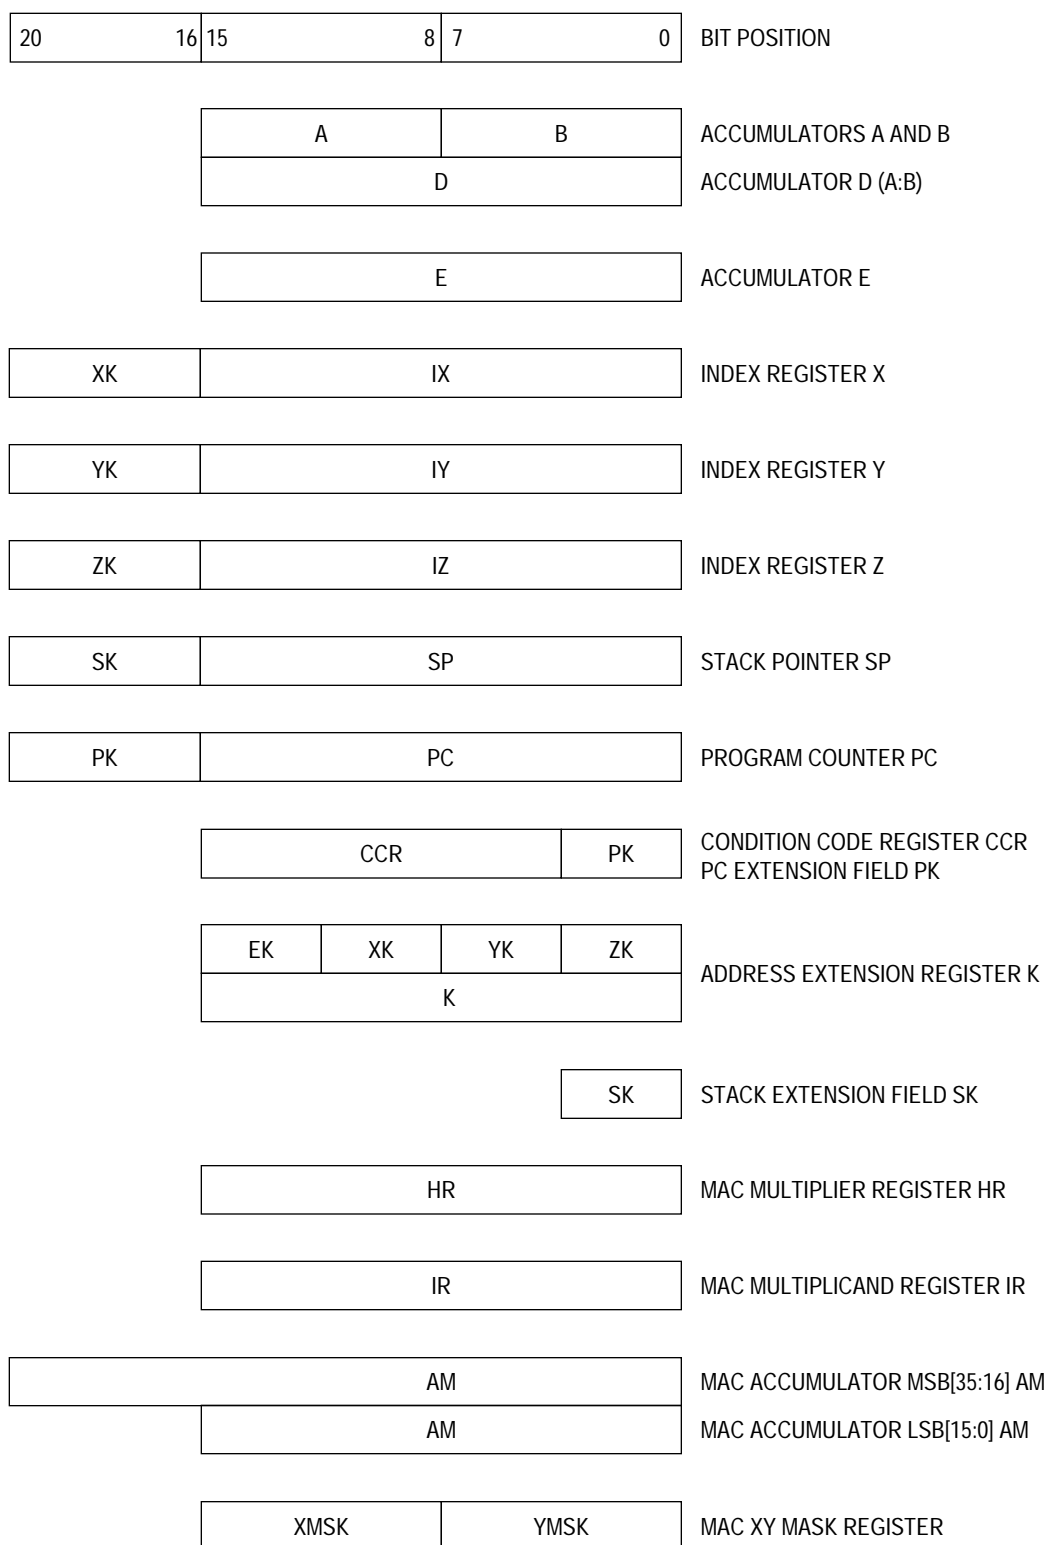 20 16 15 8 7 0 BIT POSITION
A B ACCUMULATORS A AND B
D ACCUMULATOR D (A:B)
E ACCUMULATOR E
XK IX INDEX REGISTER X
YK IY INDEX REGISTER Y
ZK IZ INDEX REGISTER Z
SK SP STACK POINTER SP
PK PC PROGRAM COUNTER PC
CCR PK CONDITION CODE REGISTER CCR
PC EXTENSION FIELD PK
EK XK YK ZK
ADDRESS EXTENSION REGISTER K
K
SK STACK EXTENSION FIELD SK
HR MAC MULTIPLIER REGISTER HR
IR MAC MULTIPLICAND REGISTER IR
AM MAC ACCUMULATOR MSB[35:16] AM
AM MAC ACCUMULATOR LSB[15:0] AM
XMSK YMSK MAC XY MASK REGISTER